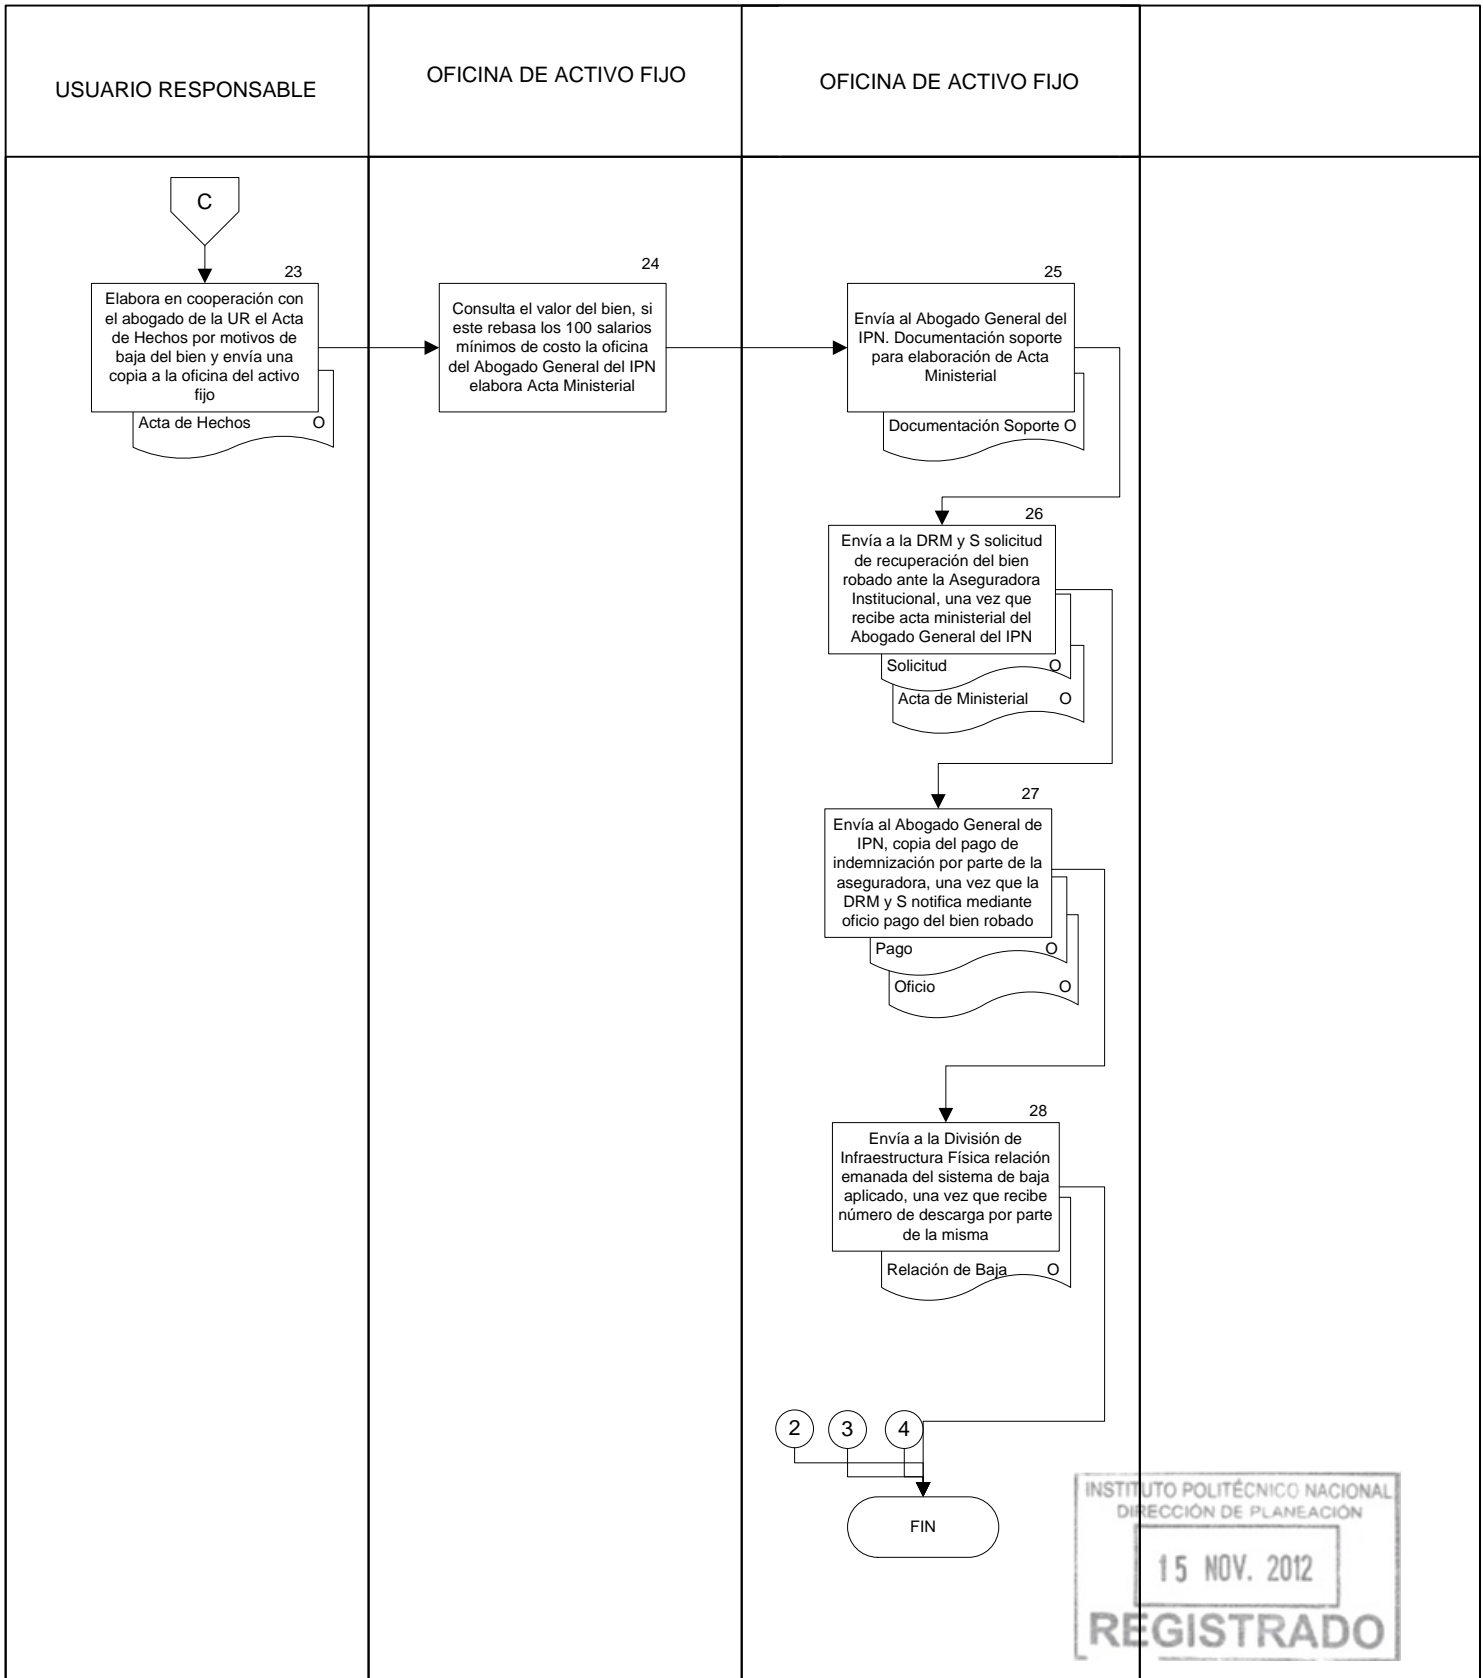 USUARIO RESPONSABLE
OFICINA DE ACTIVO FIJO
OFICINA DE ACTIVO FIJO
C
23
Elabora en cooperación con
el abogado de la UR el Acta
de Hechos por motivos de
baja del bien y envía una
copia a la oficina del activo
fijo
Acta de Hechos O
24
Consulta el valor del bien, si
este rebasa los 100 salarios
mínimos de costo la oficina
del Abogado General del IPN
elabora Acta Ministerial
25
Envía al Abogado General del
IPN. Documentación soporte
para elaboración de Acta
Ministerial
Documentación Soporte O
26
Envía a la DRM y S solicitud
de recuperación del bien
robado ante la Aseguradora
Institucional, una vez que
recibe acta ministerial del
Abogado General del IPN
Solicitud O
Acta de Ministerial O
27
Envía al Abogado General de
IPN, copia del pago de
indemnización por parte de la
aseguradora, una vez que la
DRM y S notifica mediante
oficio pago del bien robado
Pago O
Oficio O
28
Envía a la División de
Infraestructura Física relación
emanada del sistema de baja
aplicado, una vez que recibe
número de descarga por parte
de la misma
Relación de Baja O
2 3 4
FIN
INSTITUTO POLITÉCNICO NACIONAL
DIRECCIÓN DE PLANEACIÓN
15 NOV. 2012
REGISTRADO